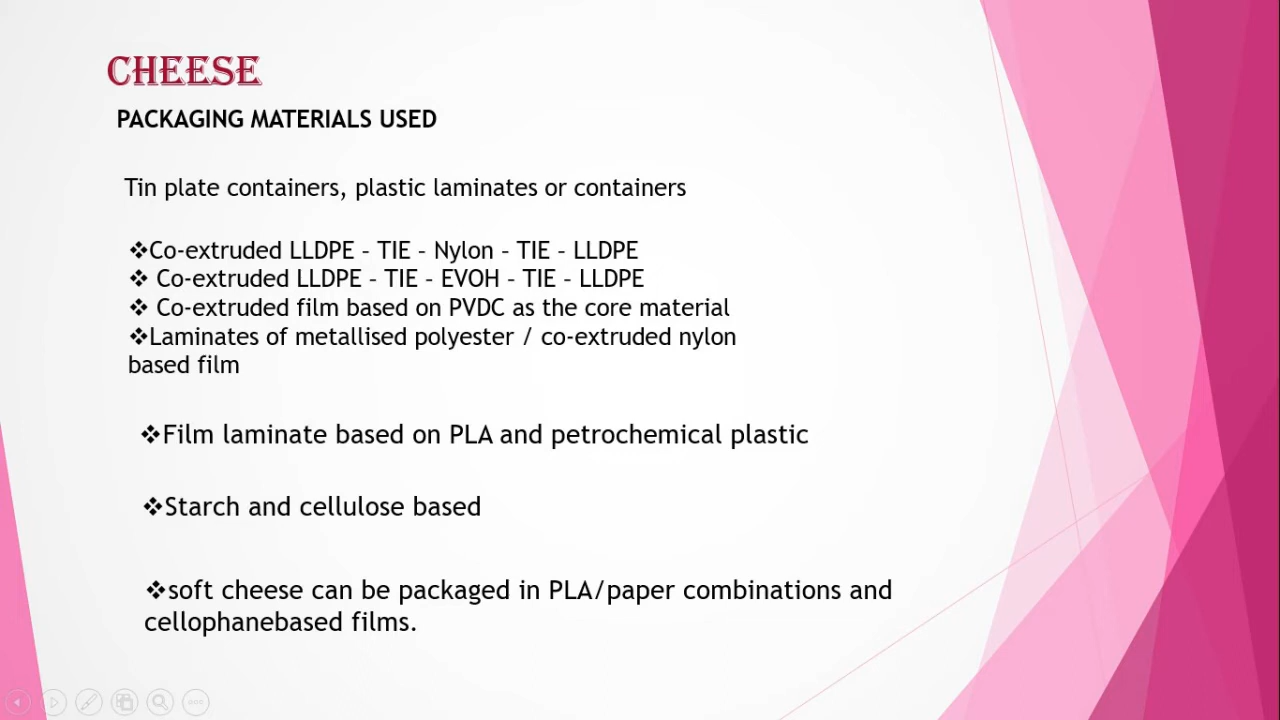 CHEESE
PACKAGING MATERIALS USED
Tin plate containers, plastic laminates or containers
❖Co-extruded LLDPE – TIE – Nylon – TIE – LLDPE
❖ Co-extruded LLDPE – TIE – EVOH – TIE – LLDPE
❖ Co-extruded film based on PVDC as the core material
❖Laminates of metallised polyester / co-extruded nylon
based film
❖Film laminate based on PLA and petrochemical plastic
❖Starch and cellulose based
❖soft cheese can be packaged in PLA/paper combinations and
cellophanebased films.